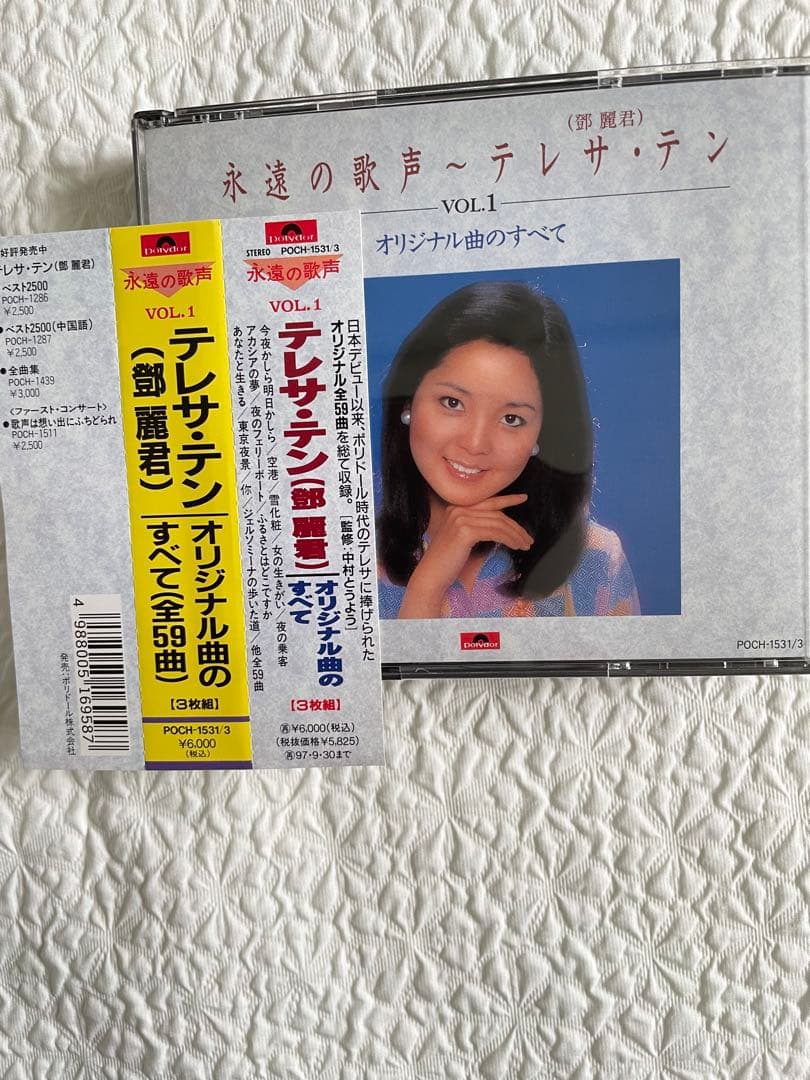 (鄧 麗君)
永遠の歌声～テレサ・テン
VOL.1
オリジナル曲のすべて
Polydor
POCH-1531/3
好評発売中
テレサ・テン(鄧 麗君)
ベスト2500
POCH-1286
¥2,500
●ベスト2500(中国語)
POCH-1287
¥2,500
●全曲集
POCH-1439
¥3,000
〈ファースト・コンサート〉
●歌声は想い出にふちどられ
POCH-1511
¥2,500
4 988005 169587
発売:ポリドール株式会社
Polydor
永遠の歌声
VOL.1
テレサ・テン
(鄧 麗君)
オリジナル曲の
すべて(全59曲)
【3枚組】
POCH-1531/3
¥6,000
(税込)
Polydor
STEREO POCH-1531/3
永遠の歌声
VOL.1
日本デビュー以来、ポリドール時代のテレサに捧げられた
オリジナル全59曲を総て収録。[監修:中村とうよう]
テレサ・テン(鄧 麗君)
オリジナル曲の
すべて
今夜かしら明日かしら/空港/雪化粧/女の生きがい/夜の乗客
アカシアの夢/夜のフェリーボート/ふるさとはどこですか
あなたと生きる/東京夜景/你/ジェルソミーナの歩いた道/他 全59曲
【3枚組】
再¥6,000(税込)
(税抜価格¥5,825)
再97・9・30まで